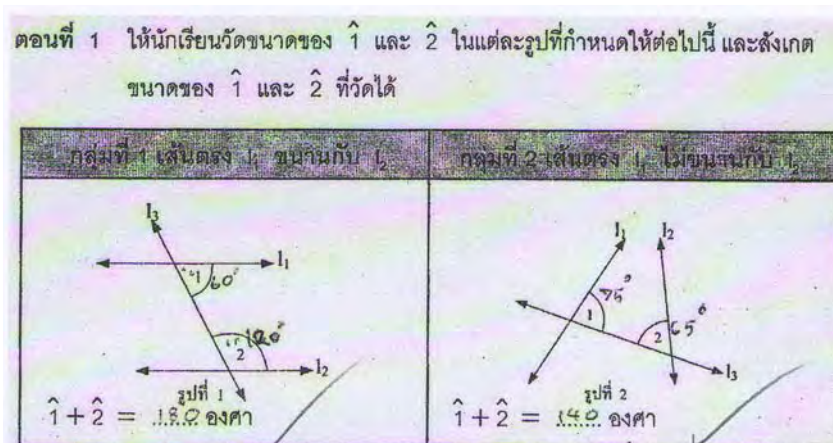 ตอนที่ 1 ให้นักเรียนวัดขนาดของ 1̂ และ 2̂ ในแต่ละรูปที่กำหนดให้ต่อไปนี้ และสังเกต
ขนาดของ 1̂ และ 2̂ ที่วัดได้
กลุ่มที่ 1 เส้นตรง l₁ ขนานกับ l₂
กลุ่มที่ 2 เส้นตรง l₁ ไม่ขนานกับ l₂
l₃
l₁
1 60°
120°
2
l₂
รูปที่ 1
1̂ + 2̂ = 180 องศา
l₁
l₂
75°
1
2 65°
l₃
รูปที่ 2
1̂ + 2̂ = 140 องศา